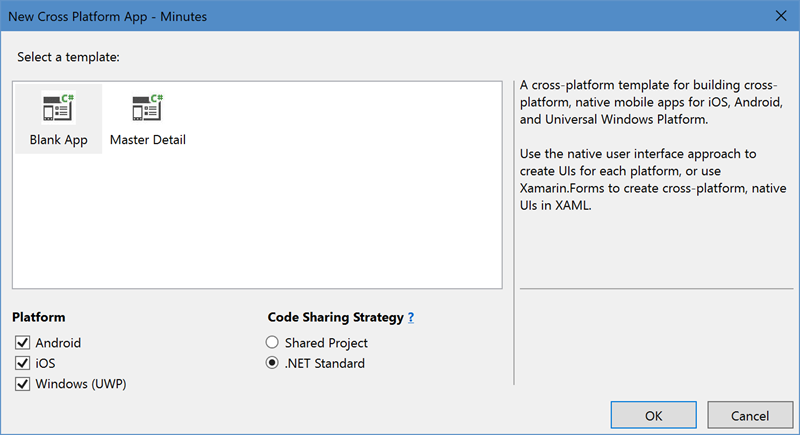 New Cross Platform App - Minutes
Select a template:
C#
Blank App
C#
Master Detail
A cross-platform template for building cross-
platform, native mobile apps for iOS, Android,
and Universal Windows Platform.
Use the native user interface approach to
create UIs for each platform, or use
Xamarin.Forms to create cross-platform, native
UIs in XAML.
Platform
Android
iOS
Windows (UWP)
Code Sharing Strategy ?
Shared Project
.NET Standard
OK
Cancel